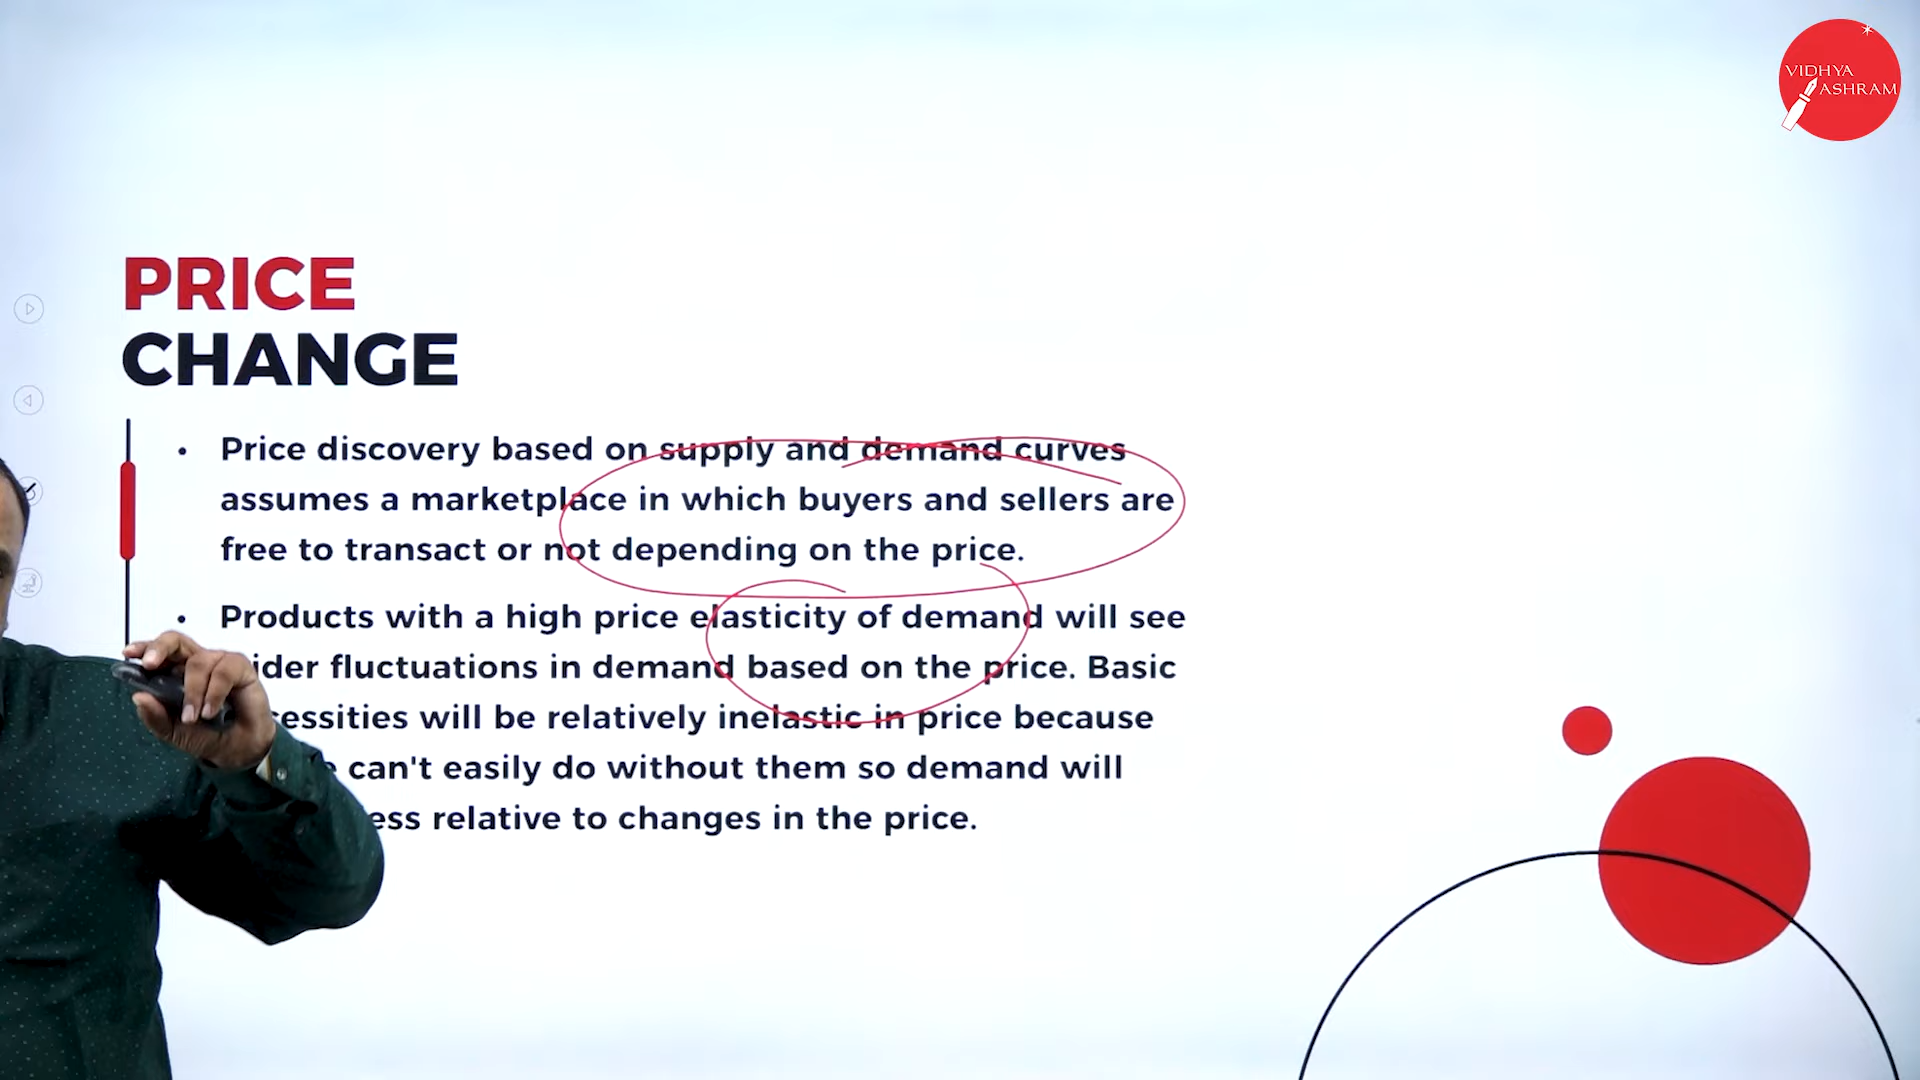 VIDHYA
ASHRAM
PRICE
CHANGE
• Price discovery based on supply and demand curves
assumes a marketplace in which buyers and sellers are
free to transact or not depending on the price.
• Products with a high price elasticity of demand will see
ider fluctuations in demand based on the price. Basic
cessities will be relatively inelastic in price because
e can't easily do without them so demand will
ess relative to changes in the price.